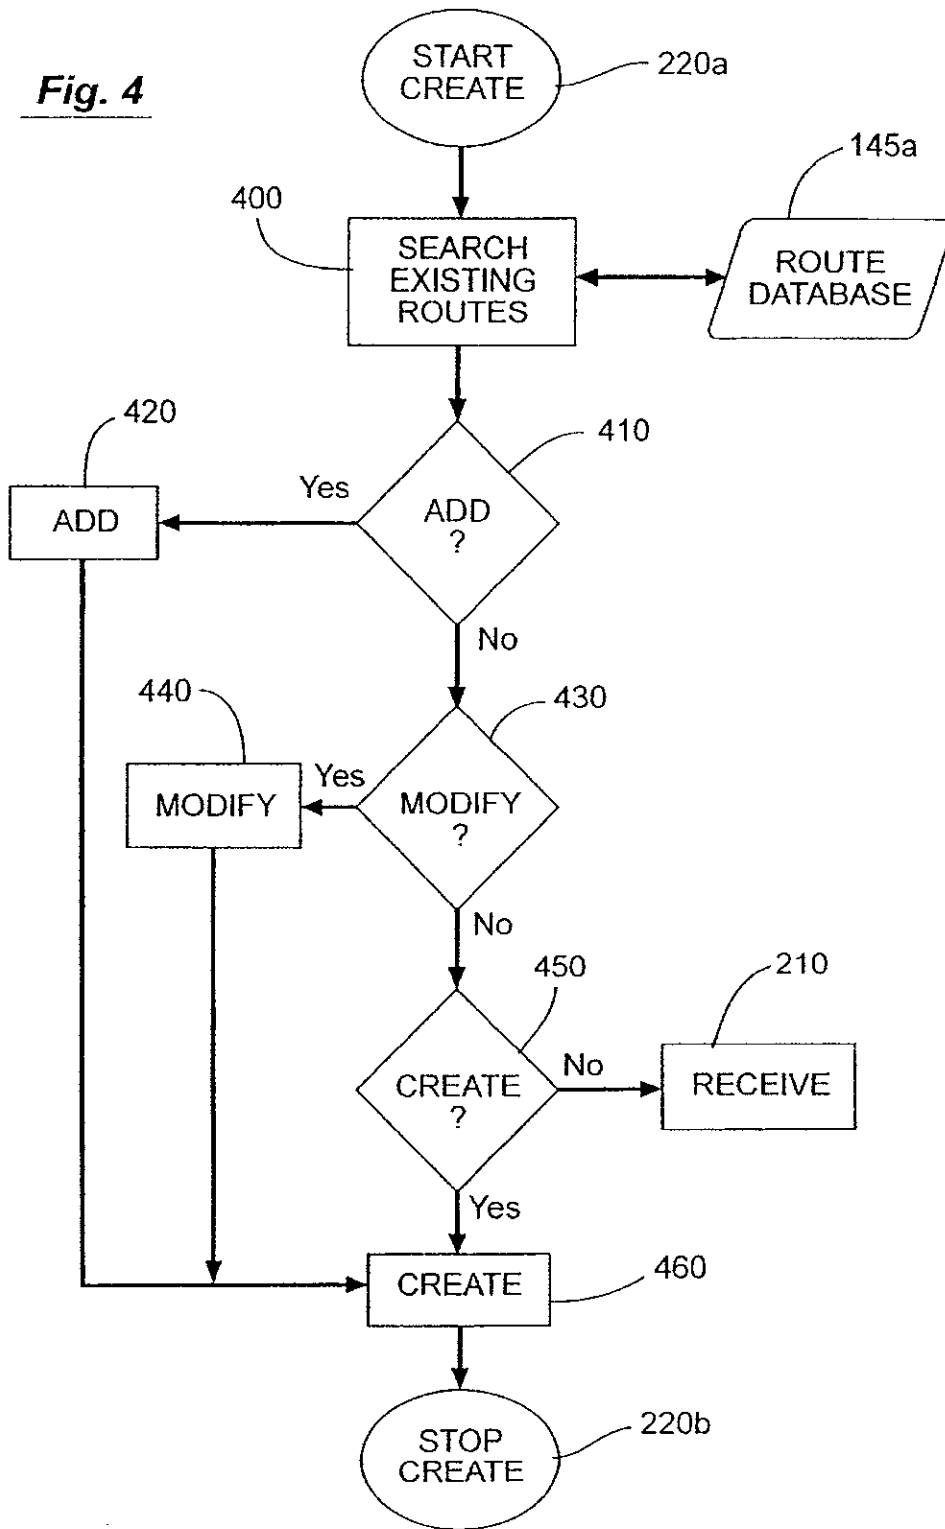 Fig. 4
START
CREATE
220a
145a
400
SEARCH
EXISTING
ROUTES
ROUTE
DATABASE
420
410
Yes
ADD
ADD
?
No
440
430
Yes
MODIFY
MODIFY
?
No
450
210
No
CREATE
?
RECEIVE
Yes
CREATE
460
STOP
CREATE
220b